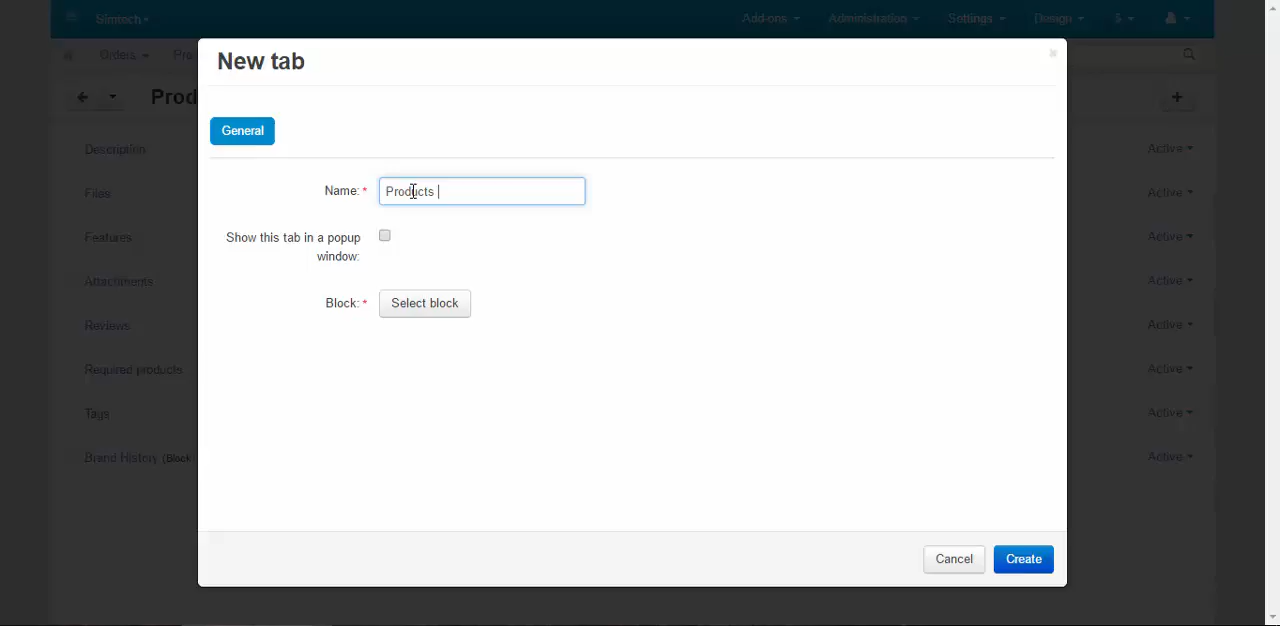 Simtech
Add-ons
Administration
Settings
Design
$
Orders
New tab
General
Name: *
Products
Show this tab in a popup
window:
Block: *
Select block
Description
Active
Files
Active
Features
Active
Attachments
Active
Reviews
Active
Required products
Active
Tags
Active
Brand History (Block
Active
Cancel
Create